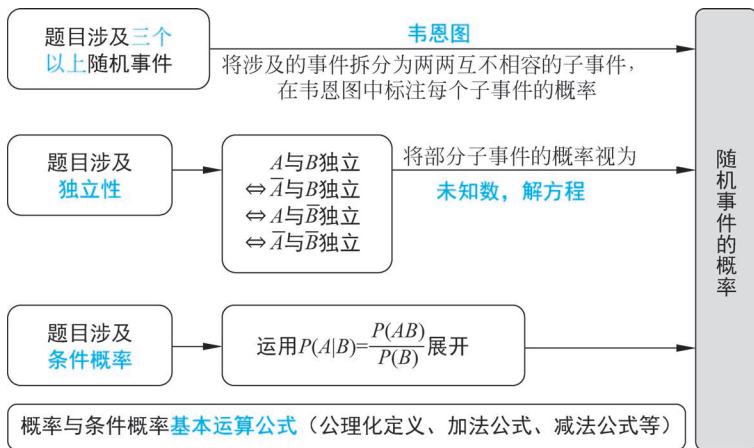 题目涉及三个
以上随机事件
韦恩图
将涉及的事件拆分为两两互不相容的子事件，
在韦恩图中标注每个子事件的概率
题目涉及
独立性
A与B独立
⇔A̅与B独立
⇔A与B̅独立
⇔A̅与B̅独立
将部分子事件的概率视为
未知数，解方程
题目涉及
条件概率
运用P(A|B)=P(AB)/P(B)展开
随机事件的概率
概率与条件概率基本运算公式（公理化定义、加法公式、减法公式等）